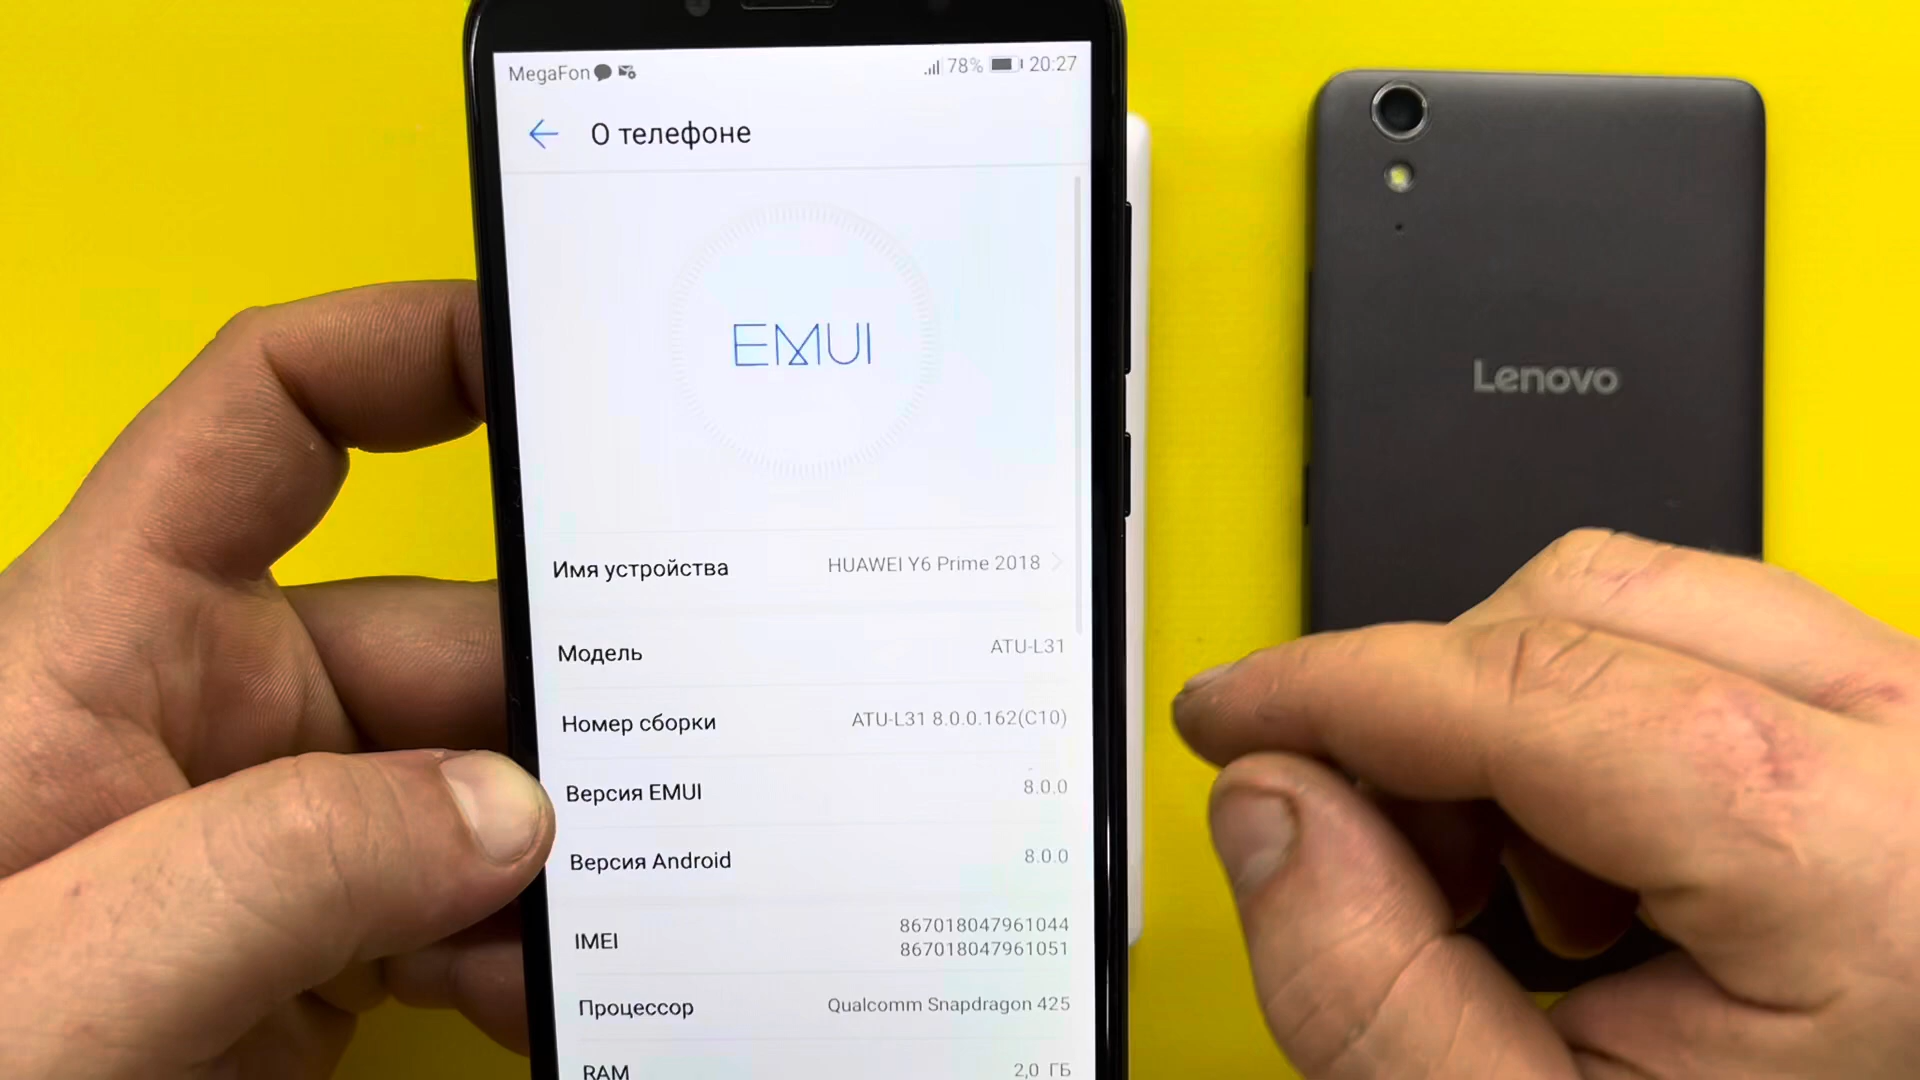 MegaFon 78% 20:27
О телефоне
EMUI
Имя устройства HUAWEI Y6 Prime 2018
Модель ATU-L31
Номер сборки ATU-L31 8.0.0.162(C10)
Версия EMUI 8.0.0
Версия Android 8.0.0
IMEI 867018047961044
867018047961051
Процессор Qualcomm Snapdragon 425
RAM 2,0 ГБ
Lenovo